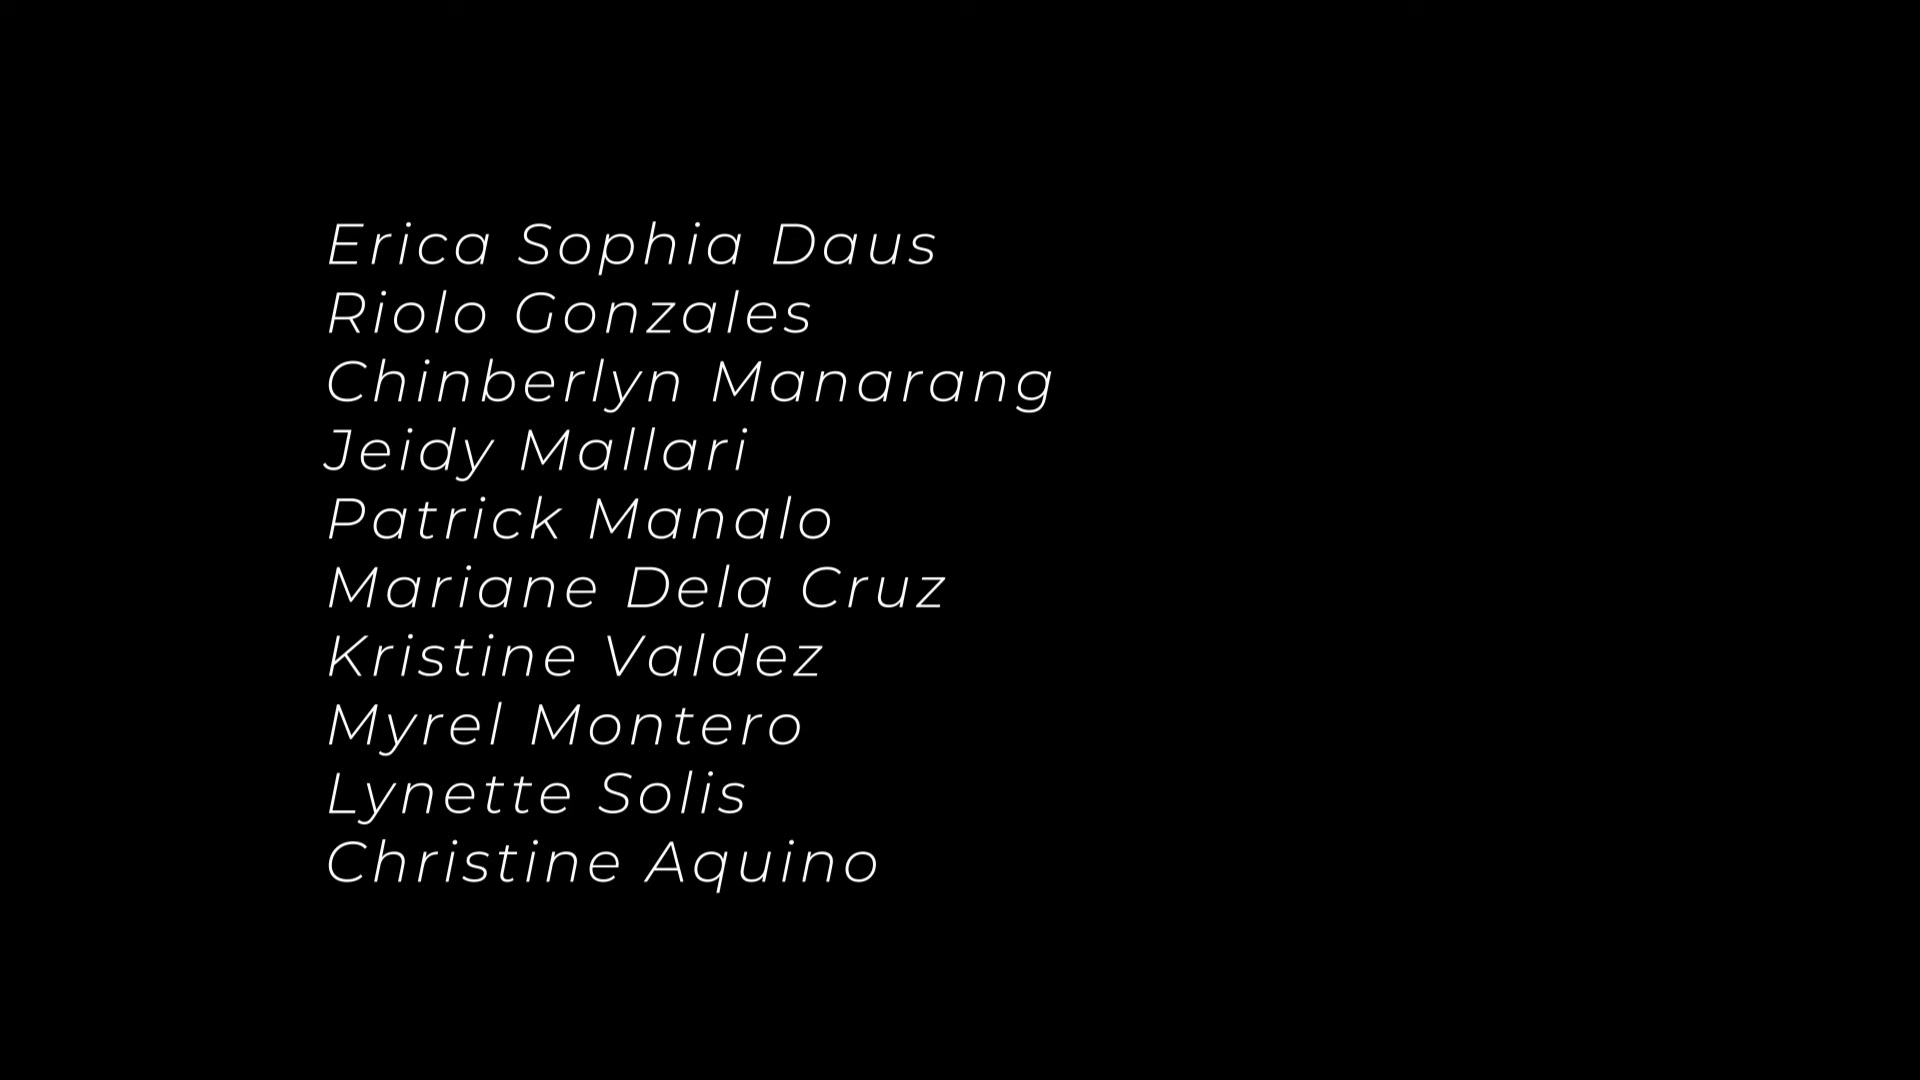 Erica Sophia Daus
Riolo Gonzales
Chinberlyn Manarang
Jeidy Mallari
Patrick Manalo
Mariane Dela Cruz
Kristine Valdez
Myrel Montero
Lynette Solis
Christine Aquino